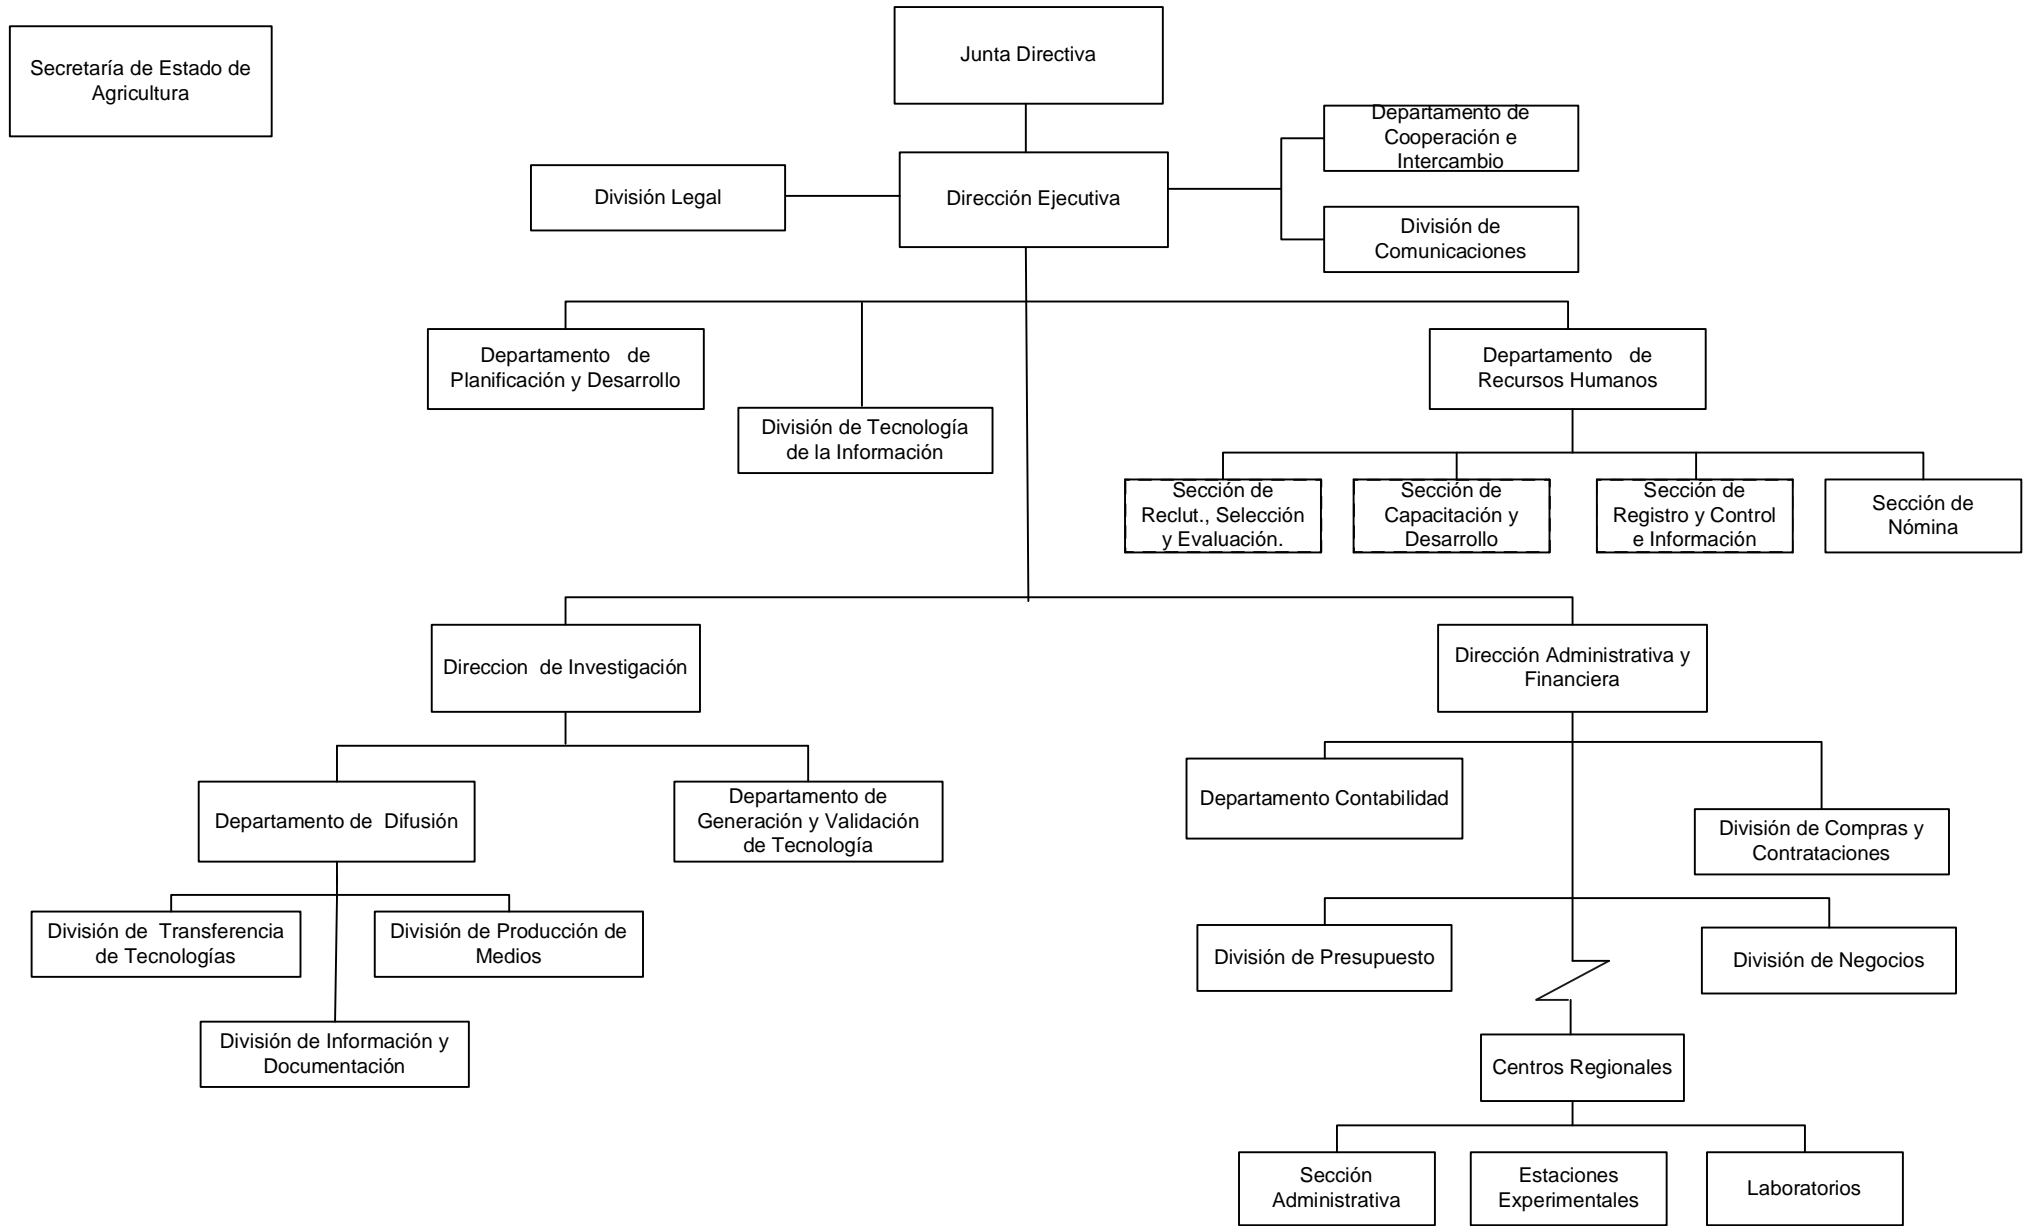 Secretaría de Estado de
Agricultura
Junta Directiva
Departamento de
Cooperación e
Intercambio
División Legal
Dirección Ejecutiva
División de
Comunicaciones
Departamento de
Planificación y Desarrollo
Departamento de
Recursos Humanos
División de Tecnología
de la Información
Sección de
Reclut., Selección
y Evaluación.
Sección de
Capacitación y
Desarrollo
Sección de
Registro y Control
e Información
Sección de
Nómina
Direccion de Investigación
Dirección Administrativa y
Financiera
Departamento de Difusión
Departamento de
Generación y Validación
de Tecnología
Departamento Contabilidad
División de Compras y
Contrataciones
División de Transferencia
de Tecnologías
División de Producción de
Medios
División de Presupuesto
División de Negocios
División de Información y
Documentación
Centros Regionales
Sección
Administrativa
Estaciones
Experimentales
Laboratorios